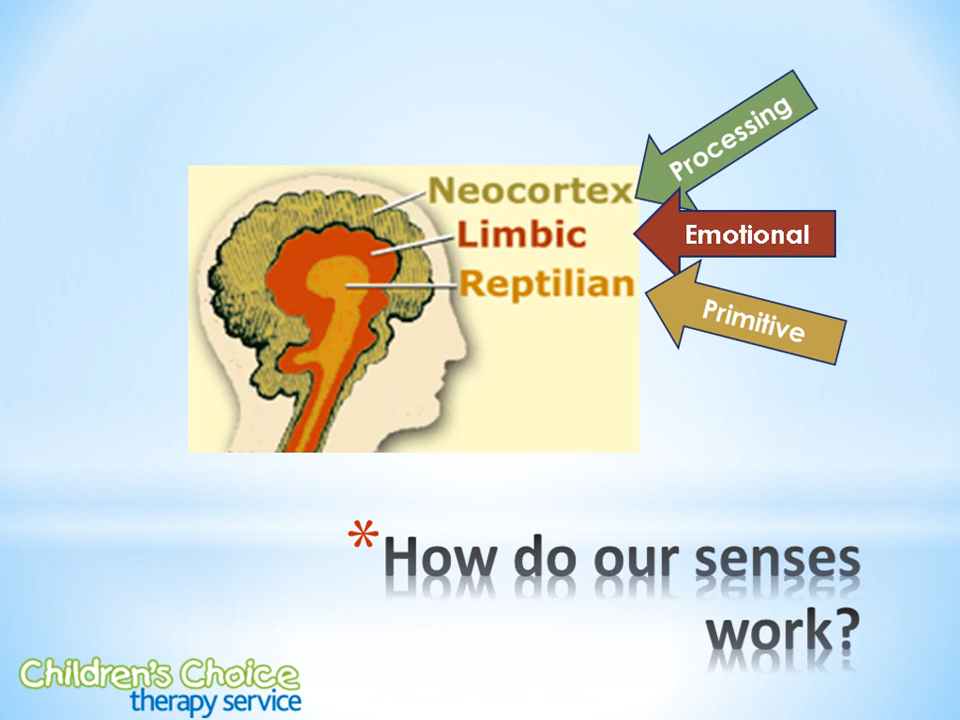 Processing
Neocortex
Limbic
Emotional
Reptilian
Primitive
*How do our senses
work?
Children's Choice
therapy service